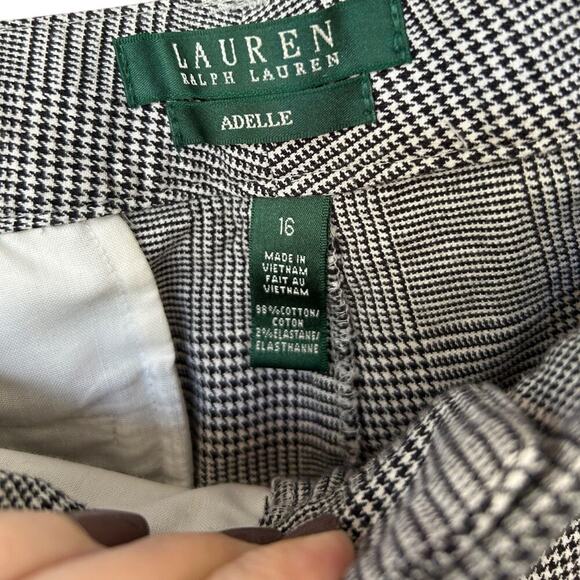 LAUREN
RALPH LAUREN
ADELLE
16
MADE IN
VIETNAM
FAIT AU
VIETNAM
98%COTTON/
COTON
2%ELASTANE/
ELASTHANNE